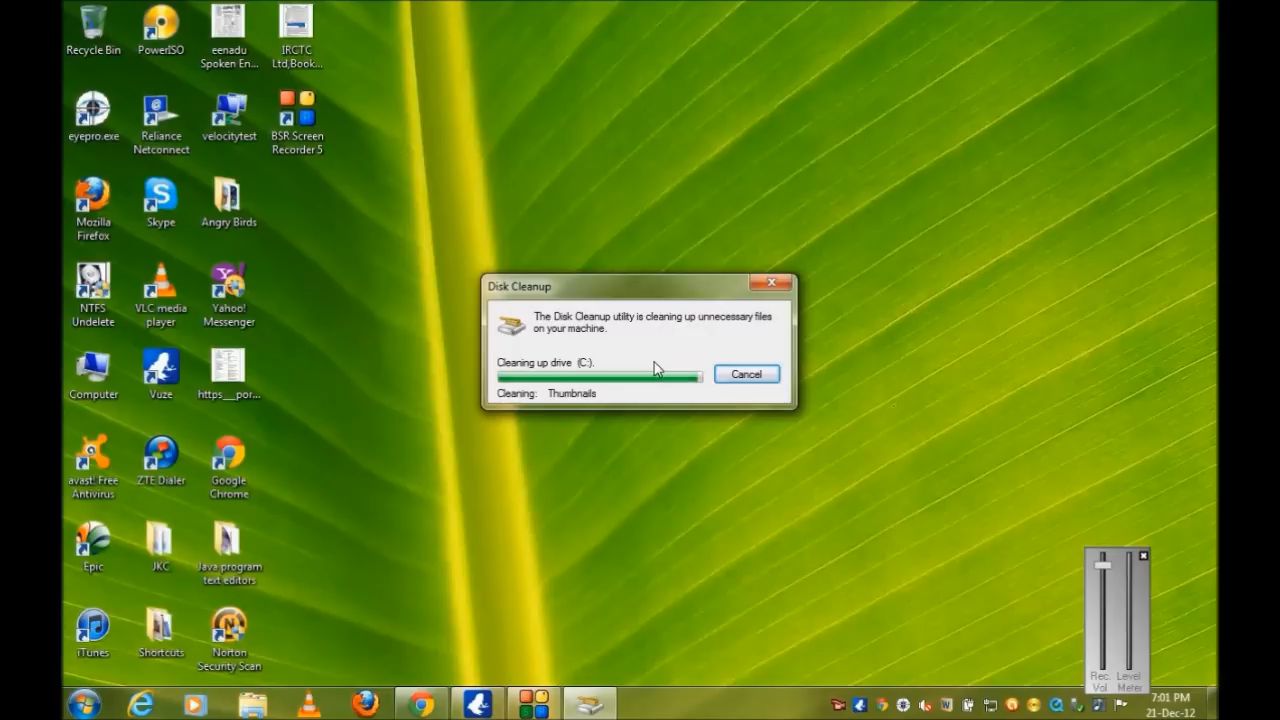 Recycle Bin
PowerISO
eenadu
Spoken En...
IRCTC
Ltd,Book...
eyepro.exe
Reliance
Netconnect
velocitytest
BSR Screen
Recorder 5
Mozilla
Firefox
Skype
Angry Birds
NTFS
Undelete
VLC media
player
Yahoo!
Messenger
Computer
Vuze
https___por...
avast! Free
Antivirus
ZTE Dialer
Google
Chrome
Epic
JKC
Java program
text editors
iTunes
Shortcuts
Norton
Security Scan
Disk Cleanup
The Disk Cleanup utility is cleaning up unnecessary files
on your machine.
Cleaning up drive (C:).
Cancel
Cleaning: Thumbnails
Rec. Level
Vol Meter
7:01 PM
21-Dec-12